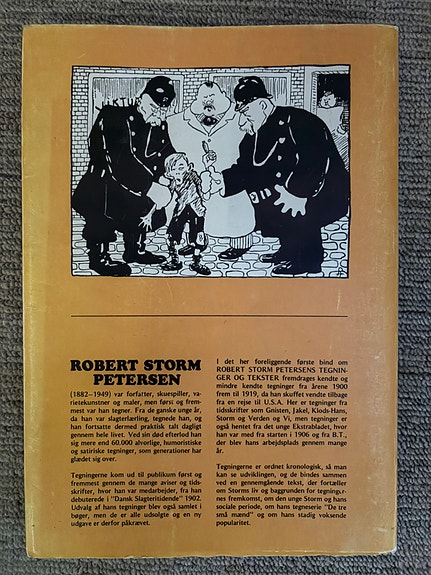 ROBERT STORM
PETERSEN
(1882–1949) var forfatter, skuespiller, va-
rietekunstner og maler, men først og frem-
mest var han tegner. Fra de ganske unge år,
da han var slagterlærling, tegnede han, og
han fortsatte dermed praktisk talt dagligt
gennem hele livet. Ved sin død efterlod han
sig mere end 60.000 alvorlige, humoristiske
og satiriske tegninger, som generationer har
glædet sig over.
Tegningerne kom ud til publikum først og
fremmest gennem de mange aviser og tids-
skrifter, hvor han var medarbejder, fra han
debuterede i "Dansk Slagteritidende" 1902.
Udvalg af hans tegninger blev også samlet i
bøger, men de er alle udsolgte og en ny
udgave er derfor påkrævet.
I det her foreliggende første bind om
ROBERT STORM PETERSENS TEGNIN-
GER OG TEKSTER fremdrages kendte og
mindre kendte tegninger fra årene 1900
frem til 1919, da han skuffet vendte tilbage
fra en rejse til U.S.A. Her er tegninger fra
tidsskrifter som Gnisten, Jakel, Klods-Hans,
Storm og Verden og Vi, men tegninger er
også hentet fra det unge Ekstrabladet, hvor
han var med fra starten i 1906 og fra B.T.,
der blev hans arbejdsplads gennem mange
år.
Tegningerne er ordnet kronologisk, så man
kan se udviklingen, og de bindes sammen
ved en gennemgående tekst, der fortæller
om Storms liv og baggrunden for tegning.r-
nes fremkomst, om den unge Storm og hans
sociale periode, om hans tegneserie "De tre
små mænd" og om hans stadig voksende
popularitet.